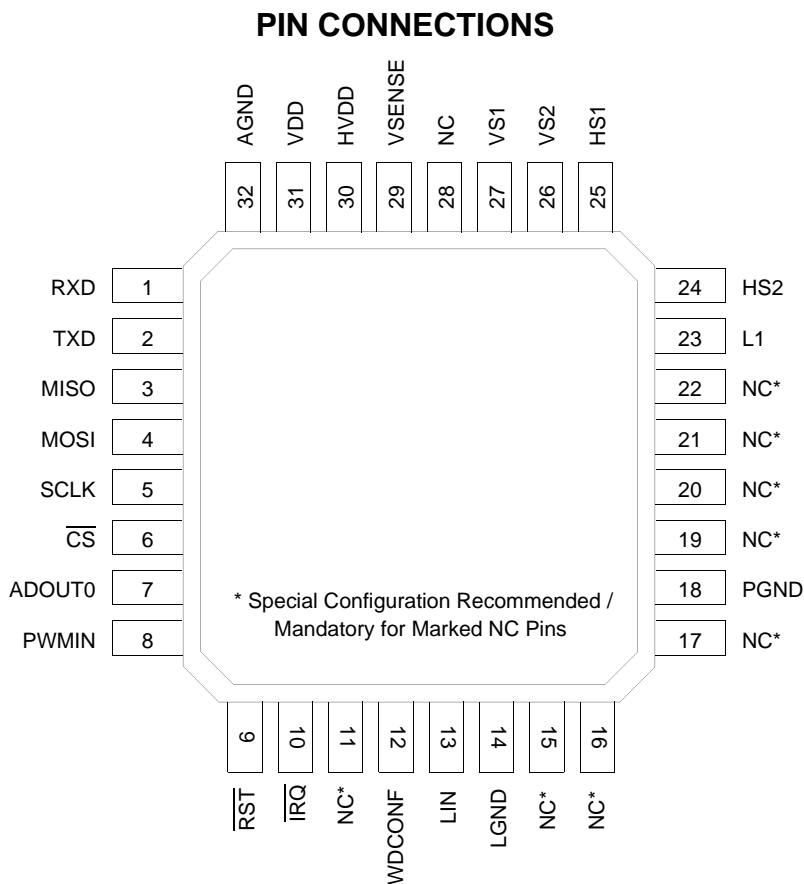 PIN CONNECTIONS
AGND
VDD
HVDD
VSENSE
NC
VS1
VS2
HS1
32
31
30
29
28
27
26
25
RXD 1
TXD 2
MISO 3
MOSI 4
SCLK 5
CS 6
ADOUT0 7
PWMIN 8
24 HS2
23 L1
22 NC*
21 NC*
20 NC*
19 NC*
18 PGND
17 NC*
* Special Configuration Recommended /
Mandatory for Marked NC Pins
9
10
11
12
13
14
15
16
RST
IRQ
NC*
WDCONF
LIN
LGND
NC*
NC*